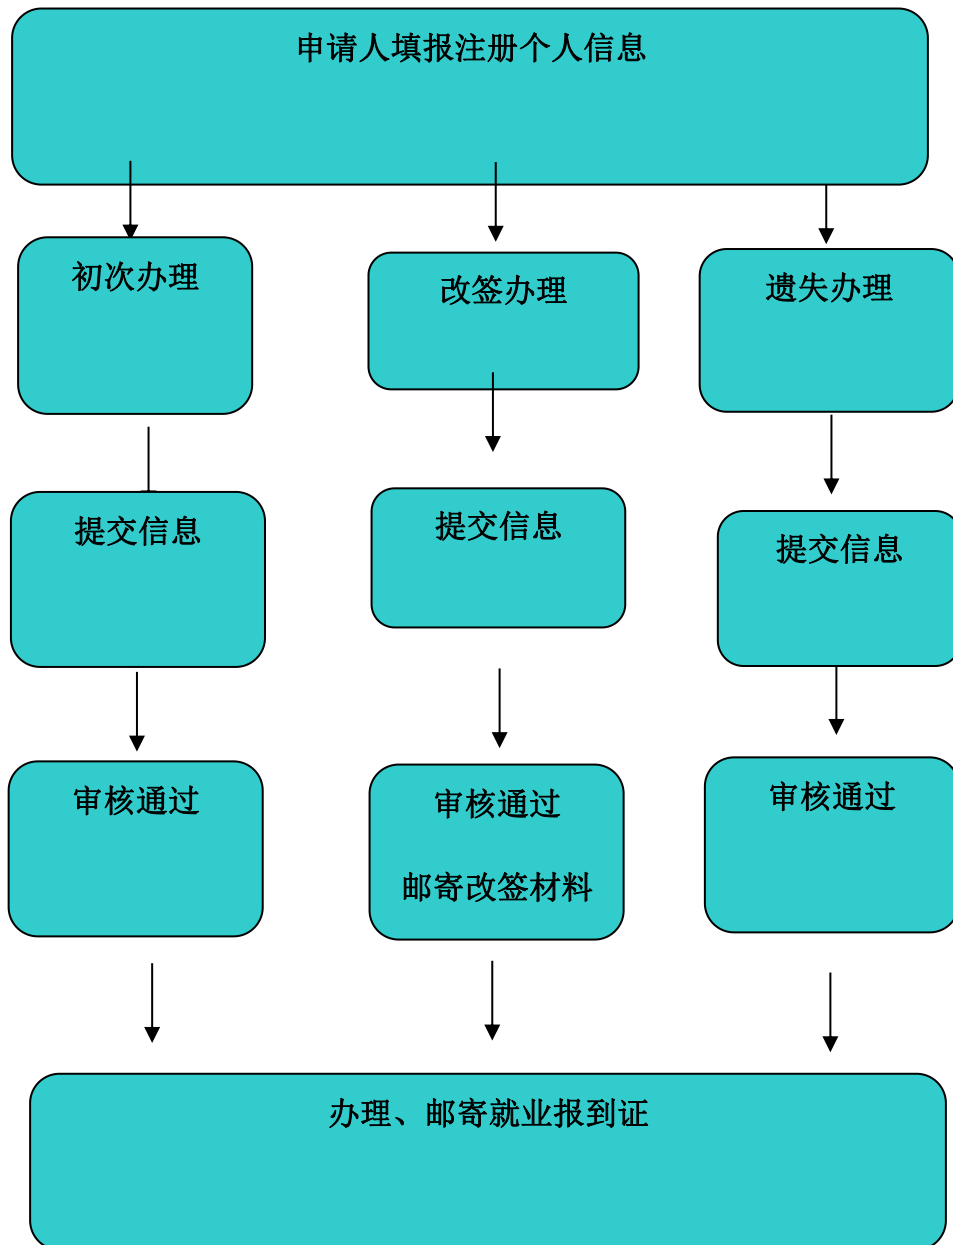 申请人填报注册个人信息
初次办理
改签办理
遗失办理
提交信息
提交信息
提交信息
审核通过
审核通过
邮寄改签材料
审核通过
办理、邮寄就业报到证